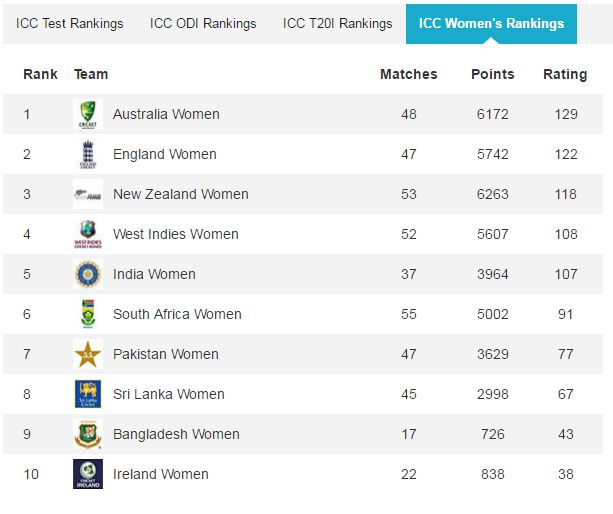 ICC Test Rankings ICC ODI Rankings ICC T20I Rankings ICC Women's Rankings
Rank Team Matches Points Rating
1 Australia Women 48 6172 129
2 England Women 47 5742 122
3 New Zealand Women 53 6263 118
4 West Indies Women 52 5607 108
5 India Women 37 3964 107
6 South Africa Women 55 5002 91
7 Pakistan Women 47 3629 77
8 Sri Lanka Women 45 2998 67
9 Bangladesh Women 17 726 43
10 Ireland Women 22 838 38